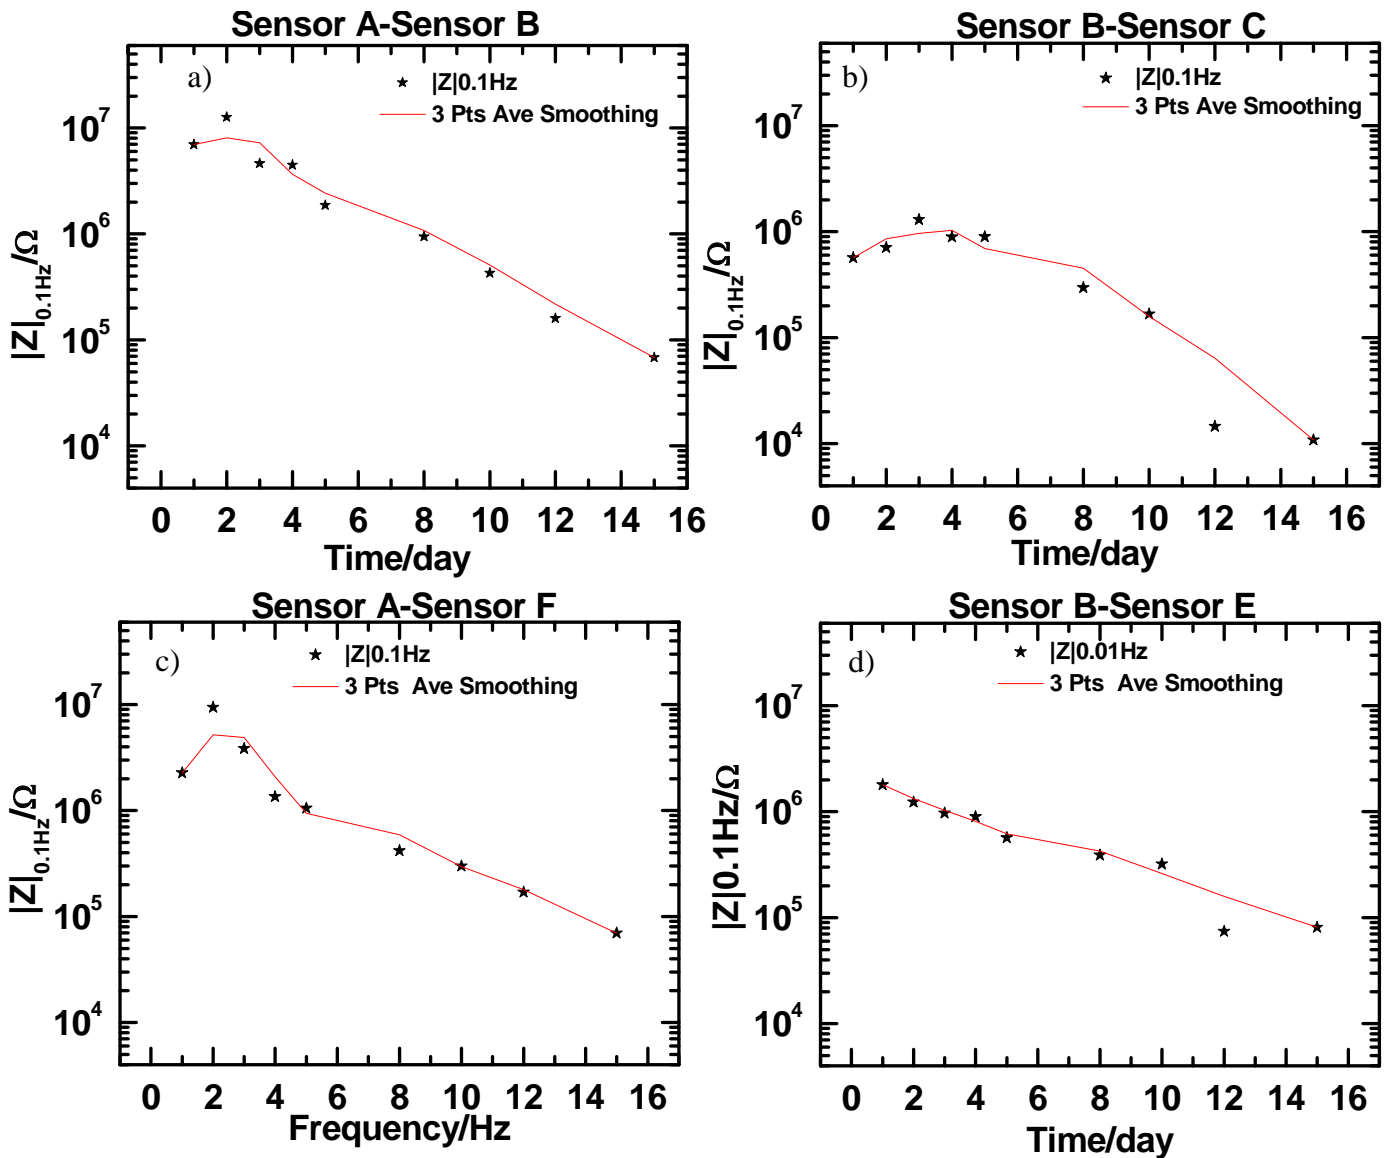 Sensor A-Sensor B
a)
|Z|0.1Hz
3 Pts Ave Smoothing
10^7
10^6
10^5
10^4
|Z|_{0.1Hz}/Ω
0 2 4 6 8 10 12 14 16
Time/day
Sensor B-Sensor C
b)
|Z|0.1Hz
3 Pts Ave Smoothing
10^7
10^6
10^5
10^4
|Z|_{0.1Hz}/Ω
0 2 4 6 8 10 12 14 16
Time/day
Sensor A-Sensor F
c)
|Z|0.1Hz
3 Pts Ave Smoothing
10^7
10^6
10^5
10^4
|Z|_{0.1Hz}/Ω
0 2 4 6 8 10 12 14 16
Frequency/Hz
Sensor B-Sensor E
d)
|Z|0.01Hz
3 Pts Ave Smoothing
10^7
10^6
10^5
10^4
|Z|0.1Hz/Ω
0 2 4 6 8 10 12 14 16
Time/day